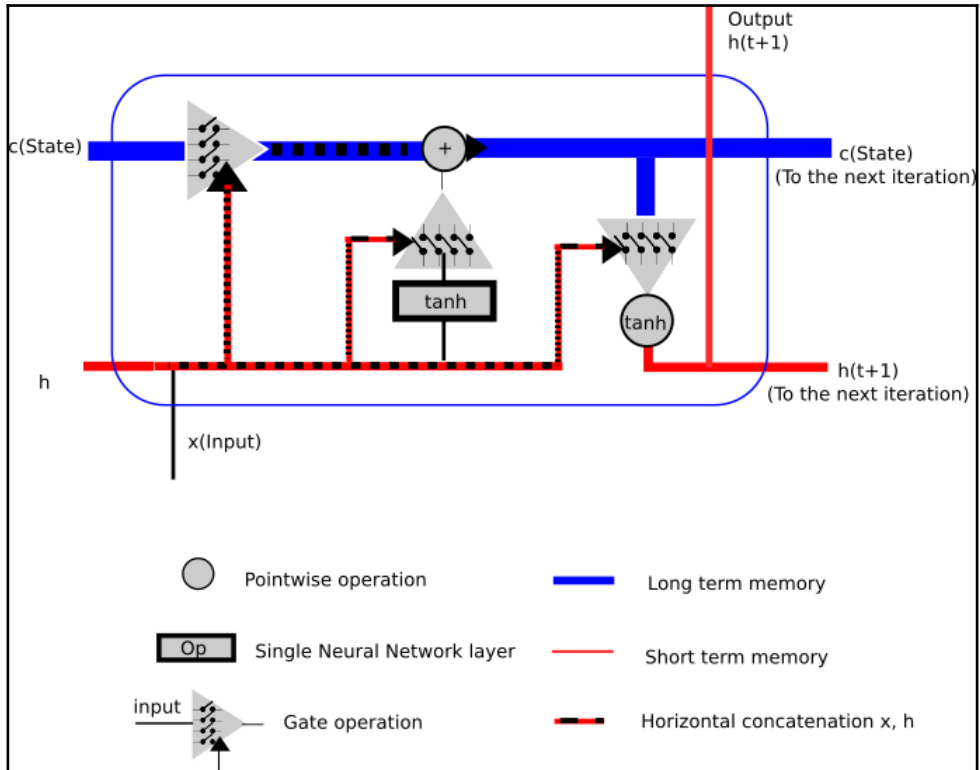 Output
h(t+1)
c(State)
+
c(State)
(To the next iteration)
tanh
tanh
h
h(t+1)
(To the next iteration)
x(Input)
Pointwise operation
Long term memory
Op
Single Neural Network layer
Short term memory
input
Gate operation
Horizontal concatenation x, h